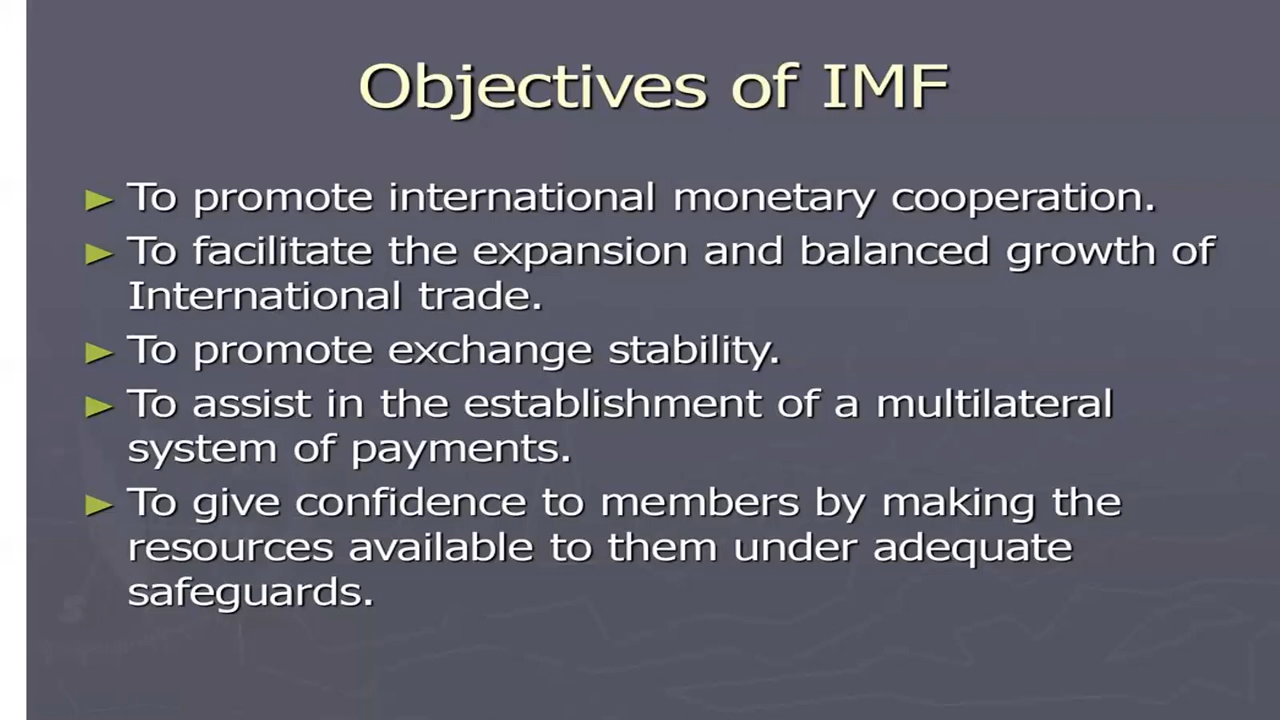 Objectives of IMF
To promote international monetary cooperation.
To facilitate the expansion and balanced growth of
International trade.
To promote exchange stability.
To assist in the establishment of a multilateral
system of payments.
To give confidence to members by making the
resources available to them under adequate
safeguards.